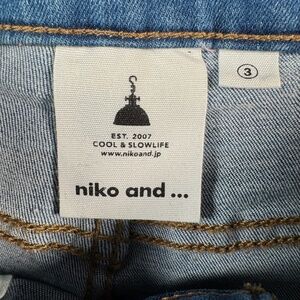 3
EST. 2007
COOL & SLOWLIFE
www.nikoand.jp
niko and ...